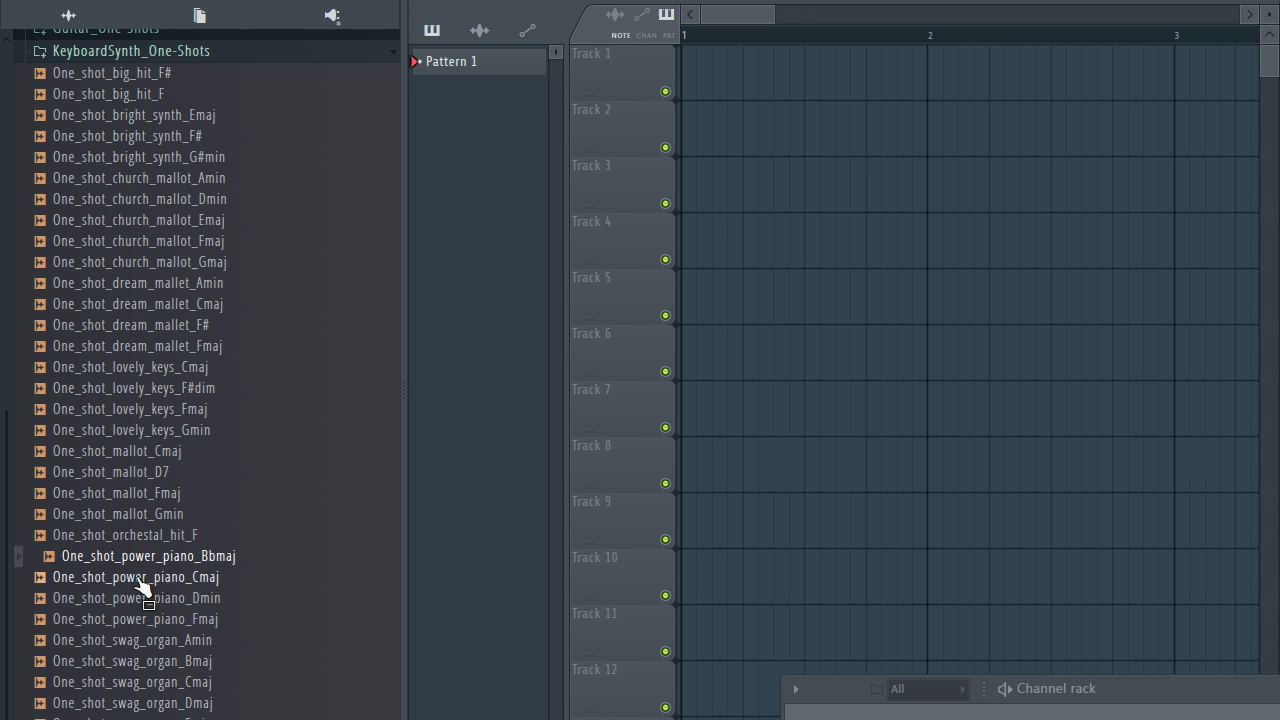 Guitar_One-Shots
KeyboardSynth_One-Shots
One_shot_big_hit_F#
One_shot_big_hit_F
One_shot_bright_synth_Emaj
One_shot_bright_synth_F#
One_shot_bright_synth_G#min
One_shot_church_mallot_Amin
One_shot_church_mallot_Dmin
One_shot_church_mallot_Emaj
One_shot_church_mallot_Fmaj
One_shot_church_mallot_Gmaj
One_shot_dream_mallet_Amin
One_shot_dream_mallet_Cmaj
One_shot_dream_mallet_F#
One_shot_dream_mallet_Fmaj
One_shot_lovely_keys_Cmaj
One_shot_lovely_keys_F#dim
One_shot_lovely_keys_Fmaj
One_shot_lovely_keys_Gmin
One_shot_mallot_Cmaj
One_shot_mallot_D7
One_shot_mallot_Fmaj
One_shot_mallot_Gmin
One_shot_orchestal_hit_F
One_shot_power_piano_Bbmaj
One_shot_power_piano_Cmaj
One_shot_power_piano_Dmin
One_shot_power_piano_Fmaj
One_shot_swag_organ_Amin
One_shot_swag_organ_Bmaj
One_shot_swag_organ_Cmaj
One_shot_swag_organ_Dmaj
Pattern 1
NOTE CHAN PAT
1 2 3
Track 1
Track 2
Track 3
Track 4
Track 5
Track 6
Track 7
Track 8
Track 9
Track 10
Track 11
Track 12
All
Channel rack